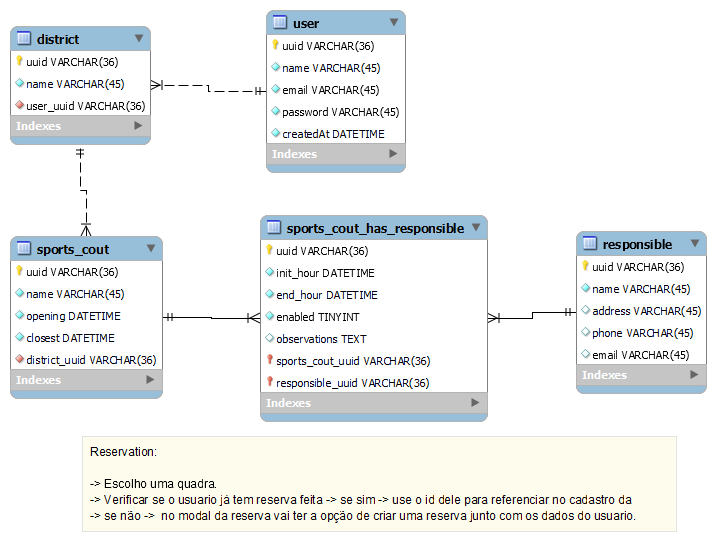 district
uuid VARCHAR(36)
name VARCHAR(45)
user_uuid VARCHAR(36)
Indexes
user
uuid VARCHAR(36)
name VARCHAR(45)
email VARCHAR(45)
password VARCHAR(45)
createdAt DATETIME
Indexes
sports_cout
uuid VARCHAR(36)
name VARCHAR(45)
opening DATETIME
closest DATETIME
district_uuid VARCHAR(36)
Indexes
sports_cout_has_responsible
uuid VARCHAR(36)
init_hour DATETIME
end_hour DATETIME
enabled TINYINT
observations TEXT
sports_cout_uuid VARCHAR(36)
responsible_uuid VARCHAR(36)
Indexes
responsible
uuid VARCHAR(36)
name VARCHAR(45)
address VARCHAR(45)
phone VARCHAR(45)
email VARCHAR(45)
Indexes
Reservation:
-> Escolho uma quadra.
-> Verificar se o usuario já tem reserva feita -> se sim -> use o id dele para referenciar no cadastro da
-> se não -> no modal da reserva vai ter a opção de criar uma reserva junto com os dados do usuario.